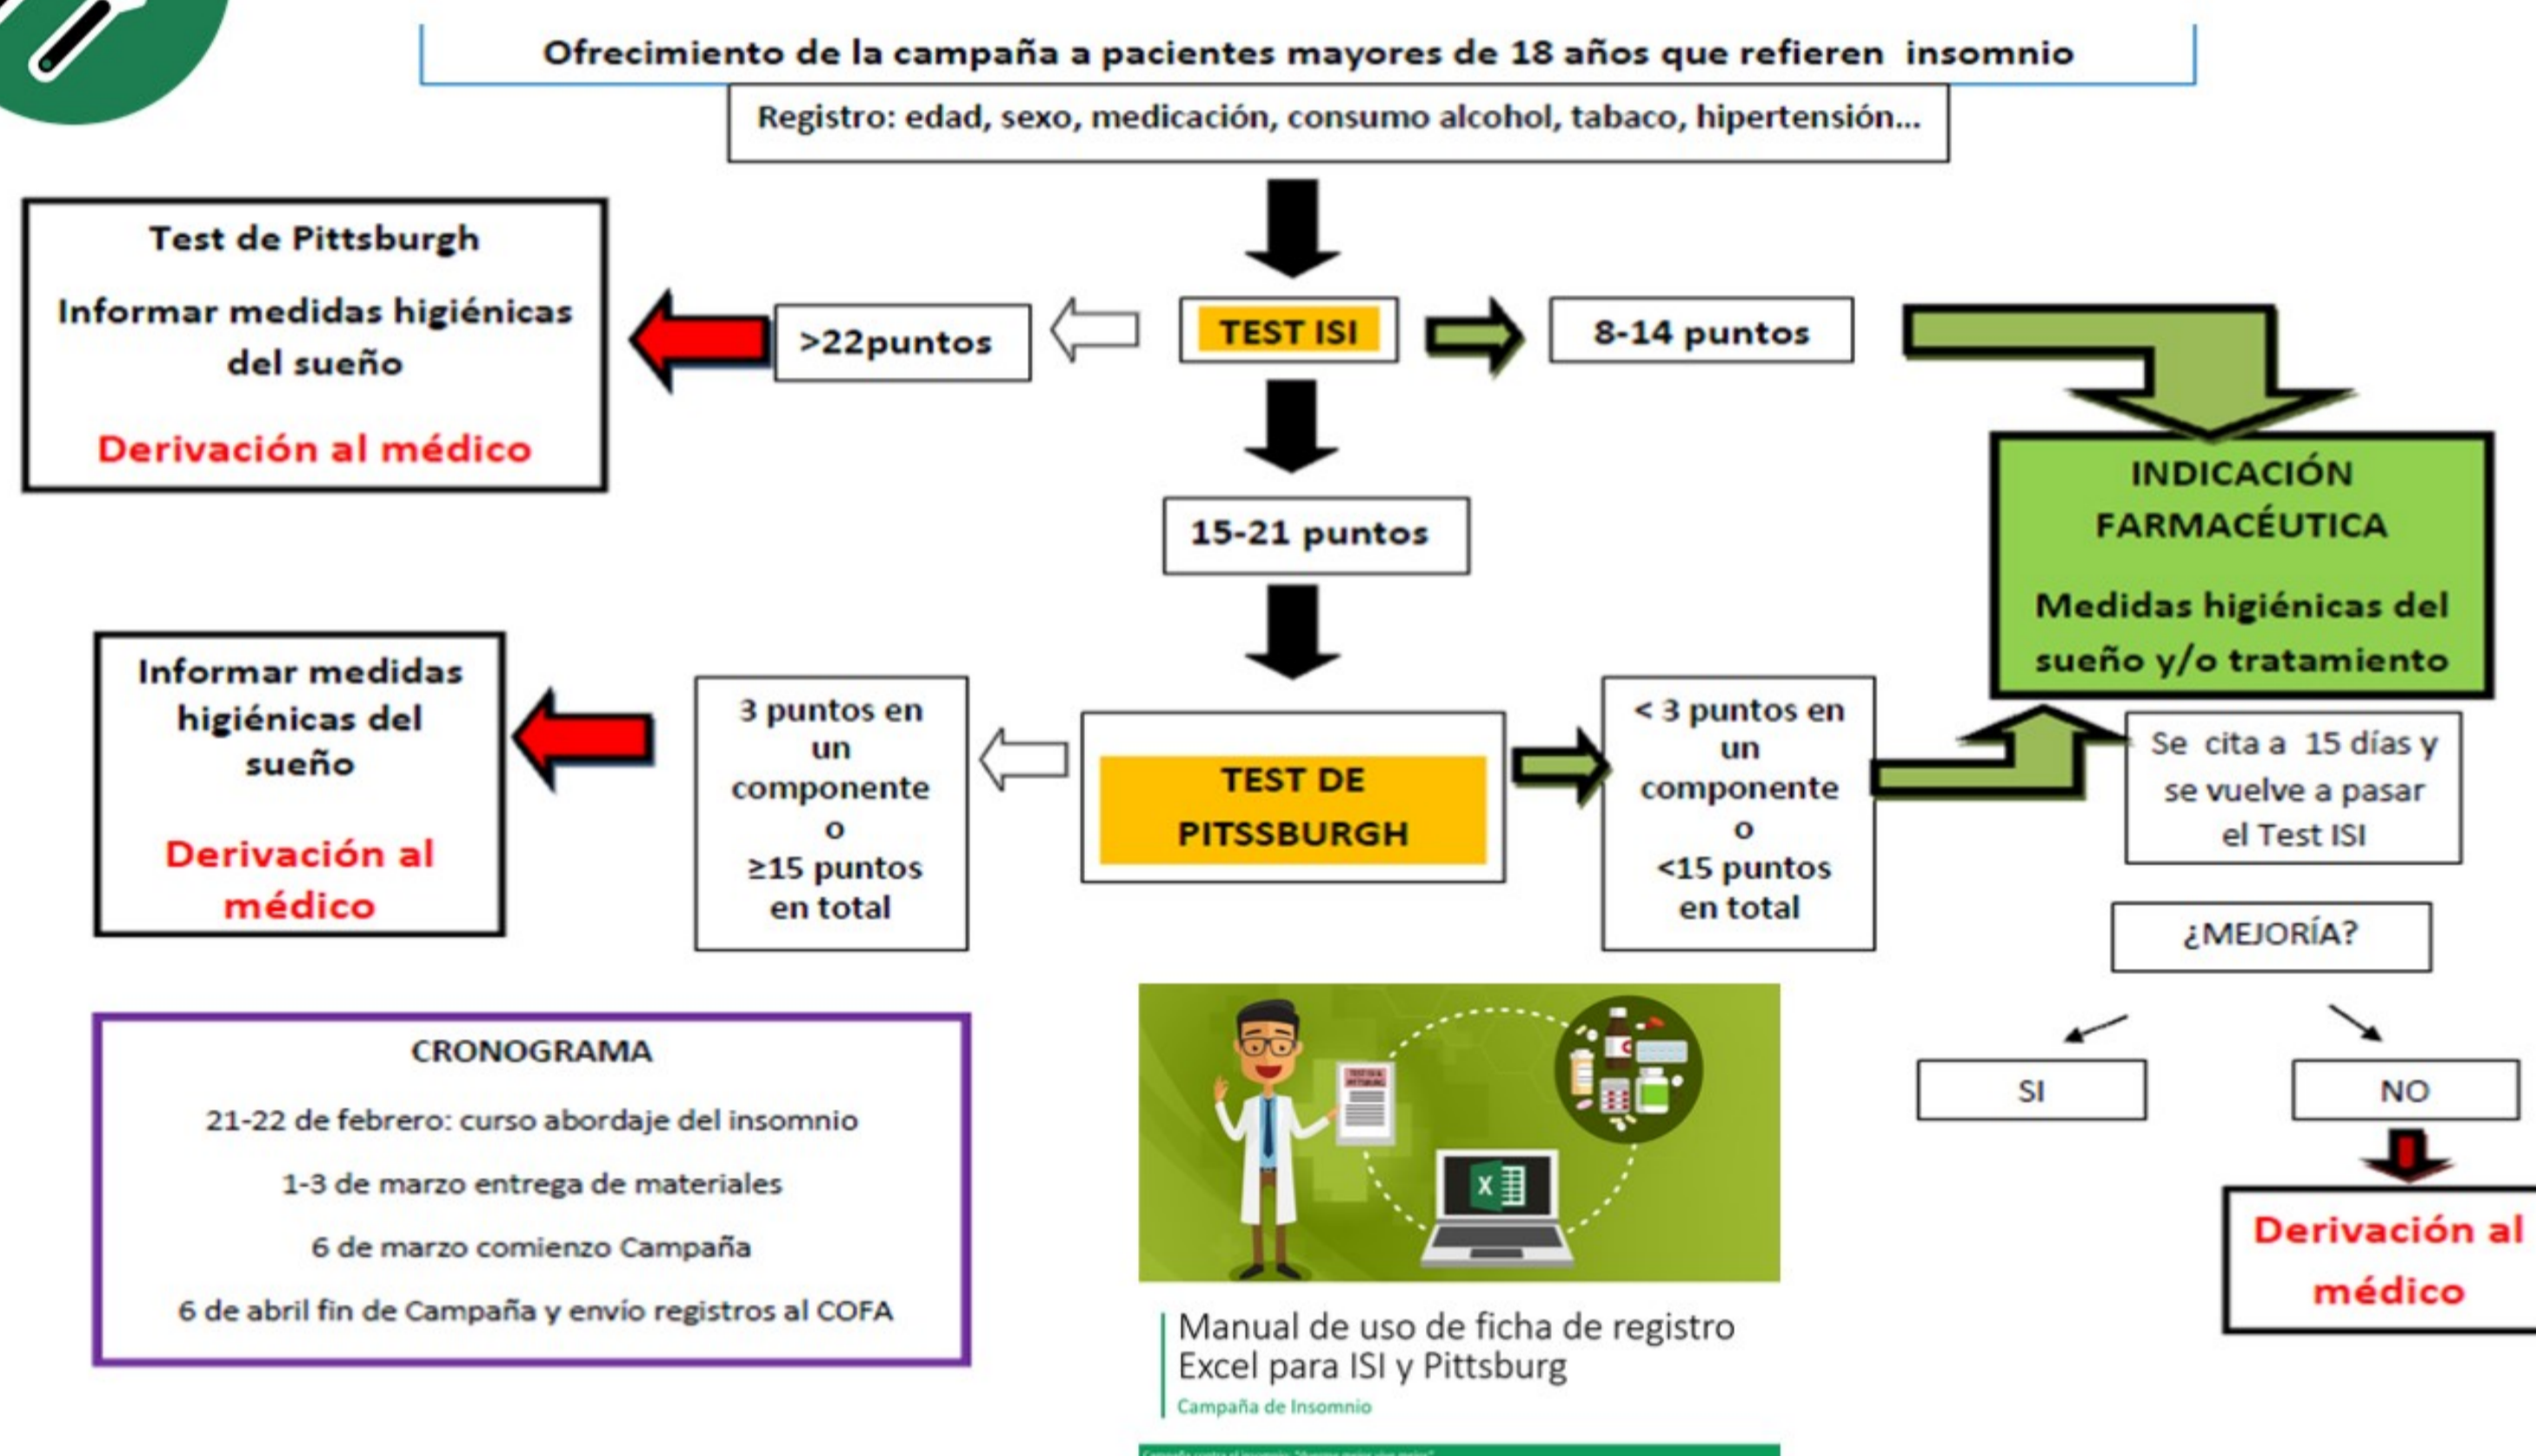 Ofrecimiento de la campaña a pacientes mayores de 18 años que refieren insomnio
Registro: edad, sexo, medicación, consumo alcohol, tabaco, hipertensión...
Test de Pittsburgh
Informar medidas higiénicas
del sueño
Derivación al médico
>22puntos
TEST ISI
8-14 puntos
15-21 puntos
INDICACIÓN
FARMACÉUTICA
Medidas higiénicas del
sueño y/o tratamiento
Informar medidas
higiénicas del
sueño
Derivación al
médico
3 puntos en
un
componente
o
≥15 puntos
en total
TEST DE
PITSSBURGH
< 3 puntos en
un
componente
o
<15 puntos
en total
Se cita a 15 días y
se vuelve a pasar
el Test ISI
¿MEJORÍA?
SI
NO
Derivación al
médico
CRONOGRAMA
21-22 de febrero: curso abordaje del insomnio
1-3 de marzo entrega de materiales
6 de marzo comienzo Campaña
6 de abril fin de Campaña y envío registros al COFA
X
Manual de uso de ficha de registro
Excel para ISI y Pittsburg
Campaña de Insomnio